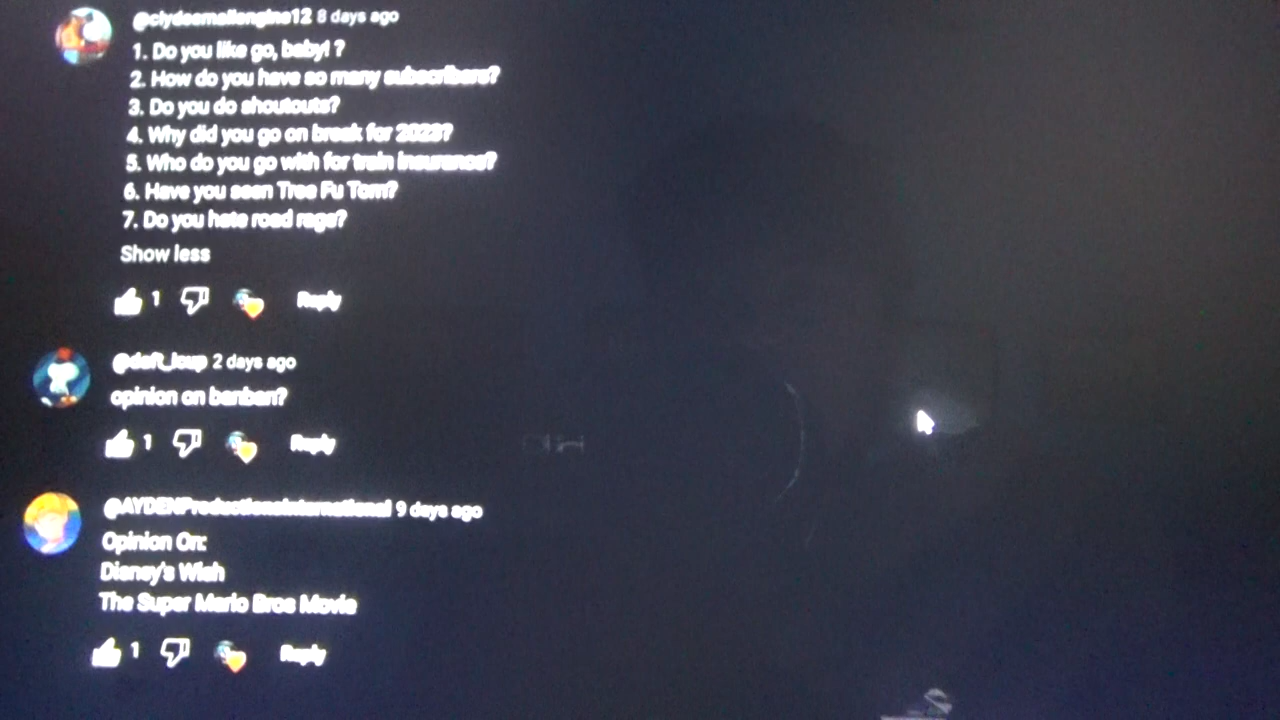 @clydesmallengine12 8 days ago
1. Do you like go, baby! ?
2. How do you have so many subscribers?
3. Do you do shoutouts?
4. Why did you go on break for 2023?
5. Who do you go with for train insurance?
6. Have you seen Tree Fu Tom?
7. Do you hate road rage?
Show less
1 Reply
@daft_loup 2 days ago
opinion on banban?
1 Reply
@AYDENProductionsInternational 9 days ago
Opinion On:
Disney's Wish
The Super Mario Bros Movie
1 Reply